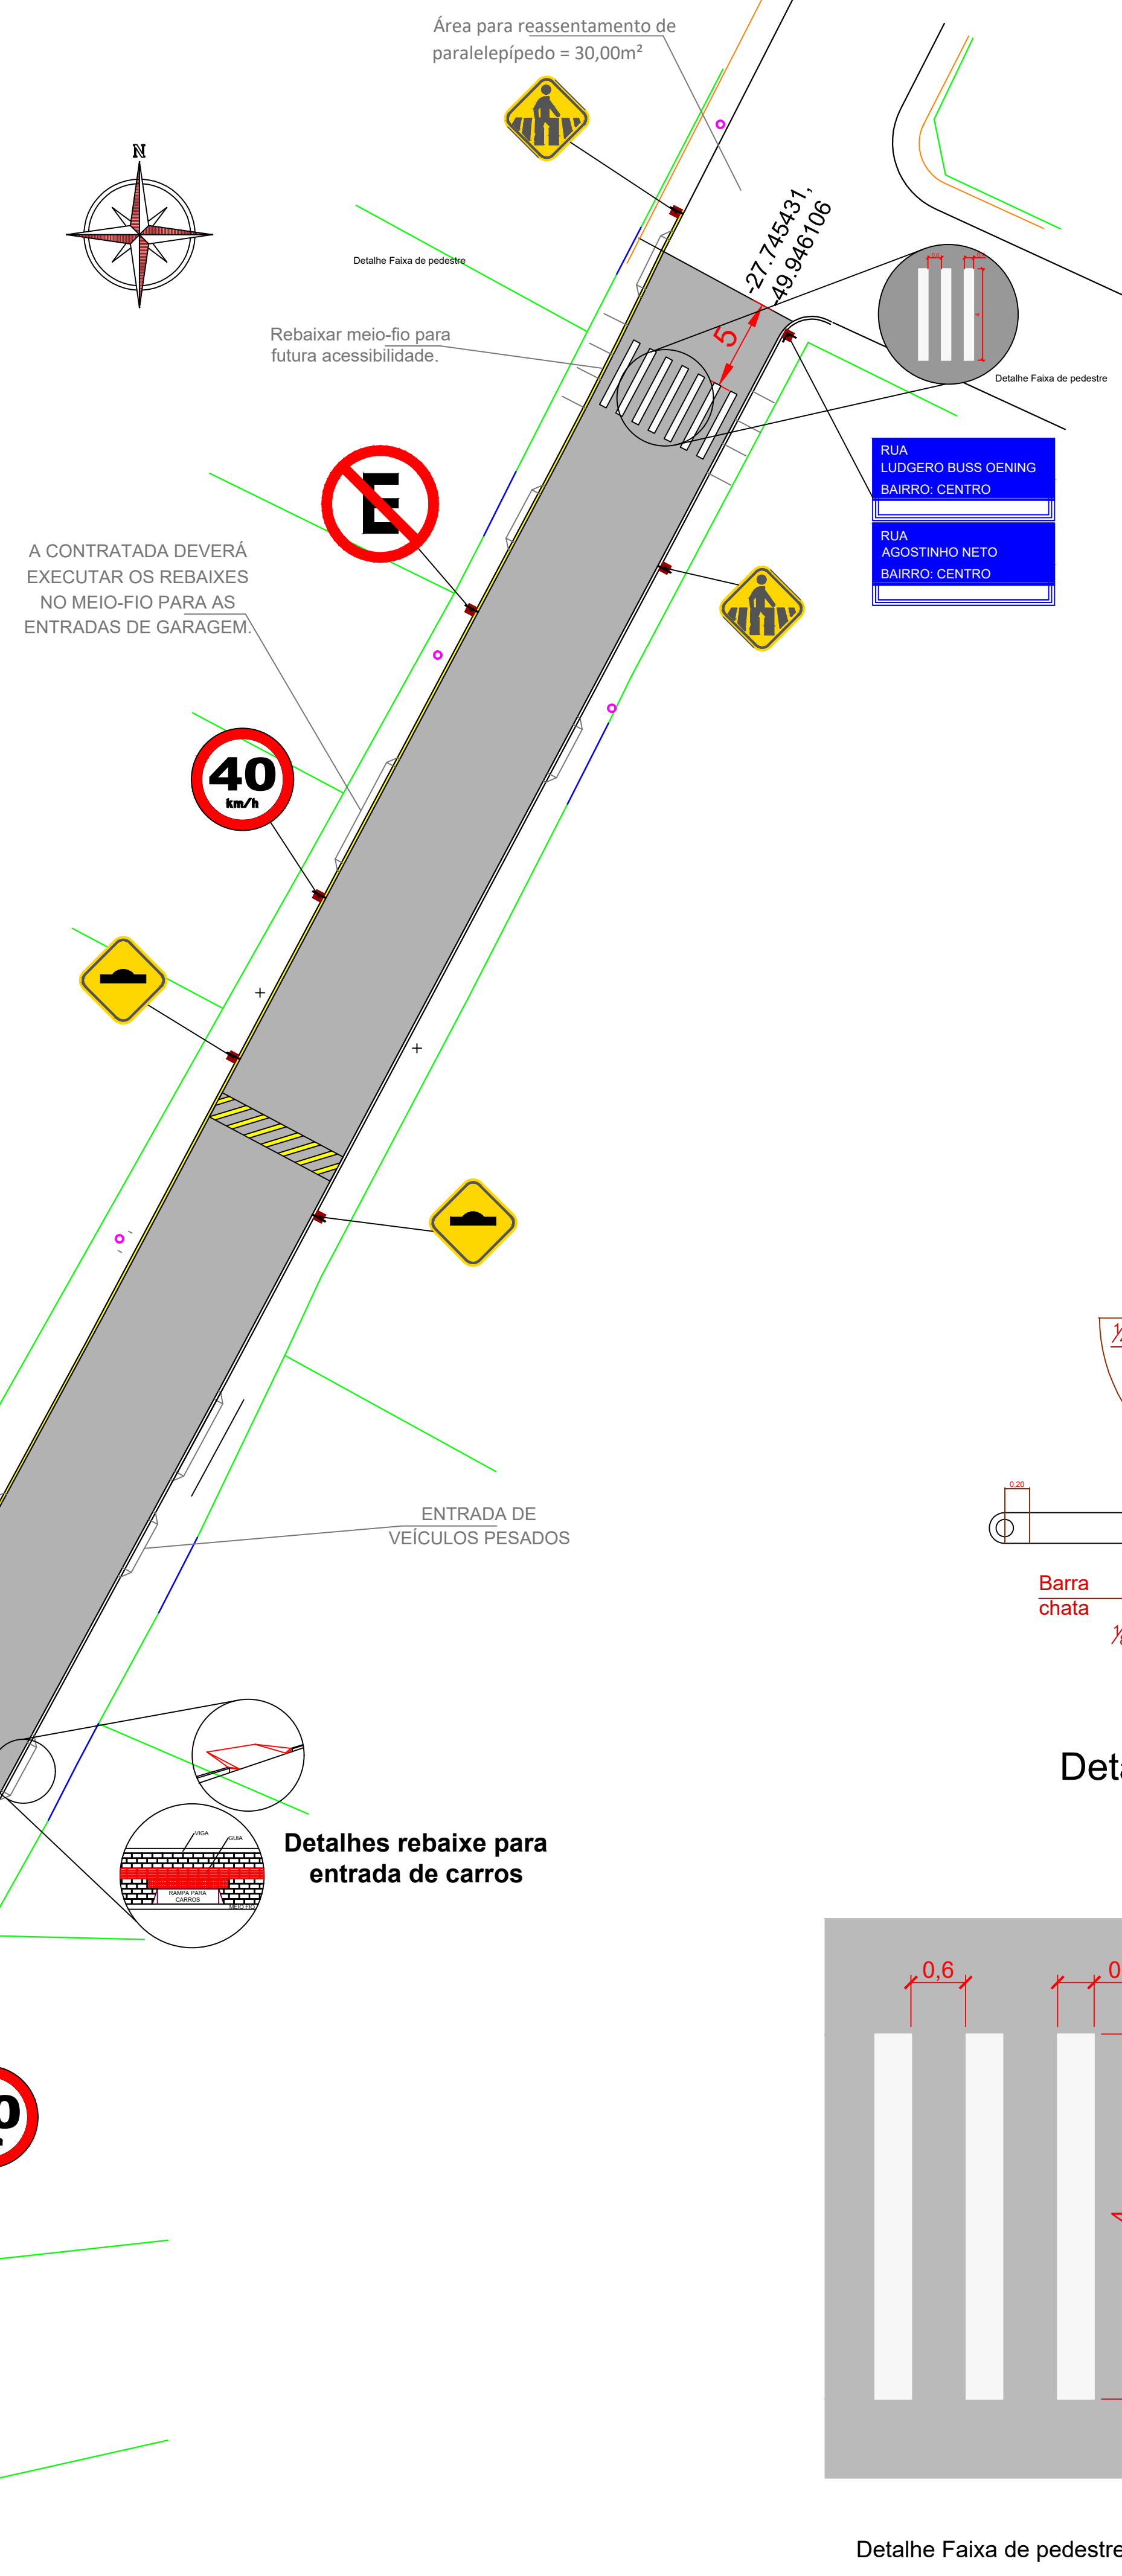 Área para reassentamento de
paralelepípedo = 30,00m²
N
-27.745431,
-49.946106
Detalhe Faixa de pedestre
5
Rebaixar meio-fio para
futura acessibilidade.
Detalhe Faixa de pedestre
RUA
LUDGERO BUSS OENING
BAIRRO: CENTRO
RUA
AGOSTINHO NETO
BAIRRO: CENTRO
E
A CONTRATADA DEVERÁ
EXECUTAR OS REBAIXES
NO MEIO-FIO PARA AS
ENTRADAS DE GARAGEM.
40
km/h
ENTRADA DE
VEÍCULOS PESADOS
0.20
Barra
chata
Detalhes rebaixe para
entrada de carros
VIGA
GUIA
RAMPA PARA
CARROS
MEIO FIO
0,6
Detalhe Faixa de pedestre